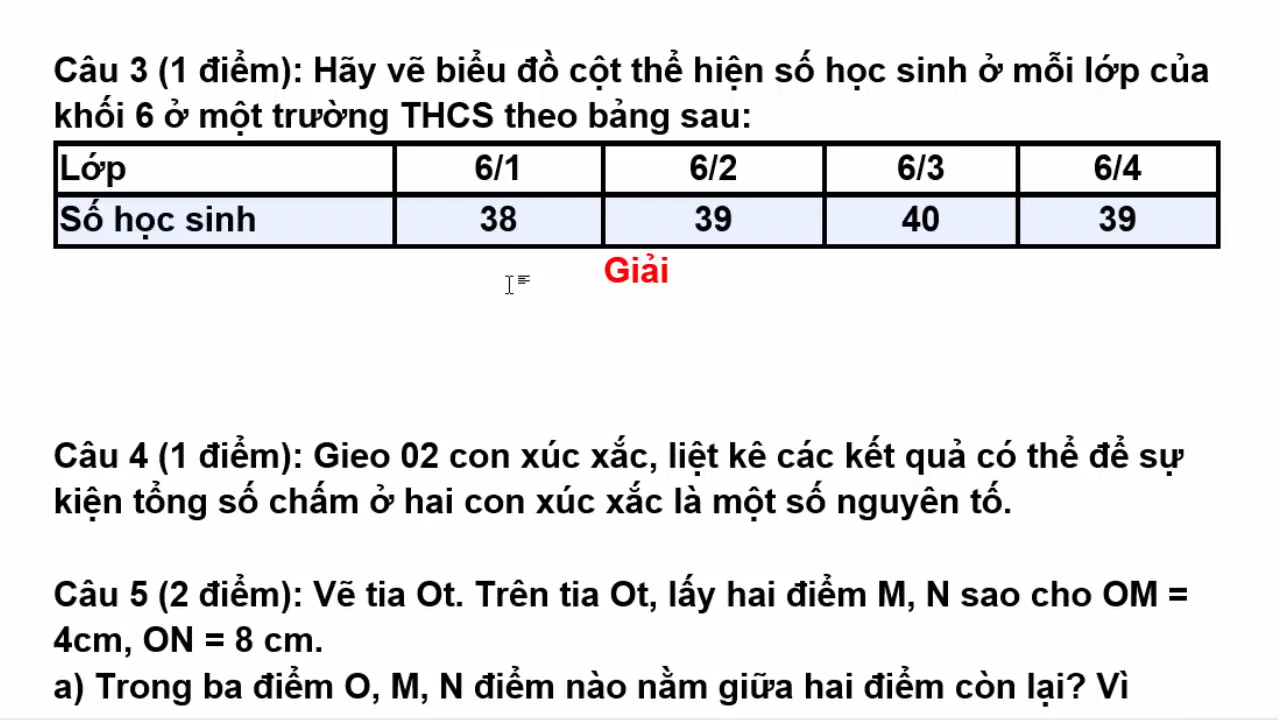 Câu 3 (1 điểm): Hãy vẽ biểu đồ cột thể hiện số học sinh ở mỗi lớp của
khối 6 ở một trường THCS theo bảng sau:
Lớp 6/1 6/2 6/3 6/4
Số học sinh 38 39 40 39
Giải
Câu 4 (1 điểm): Gieo 02 con xúc xắc, liệt kê các kết quả có thể để sự
kiện tổng số chấm ở hai con xúc xắc là một số nguyên tố.
Câu 5 (2 điểm): Vẽ tia Ot. Trên tia Ot, lấy hai điểm M, N sao cho OM =
4cm, ON = 8 cm.
a) Trong ba điểm O, M, N điểm nào nằm giữa hai điểm còn lại? Vì